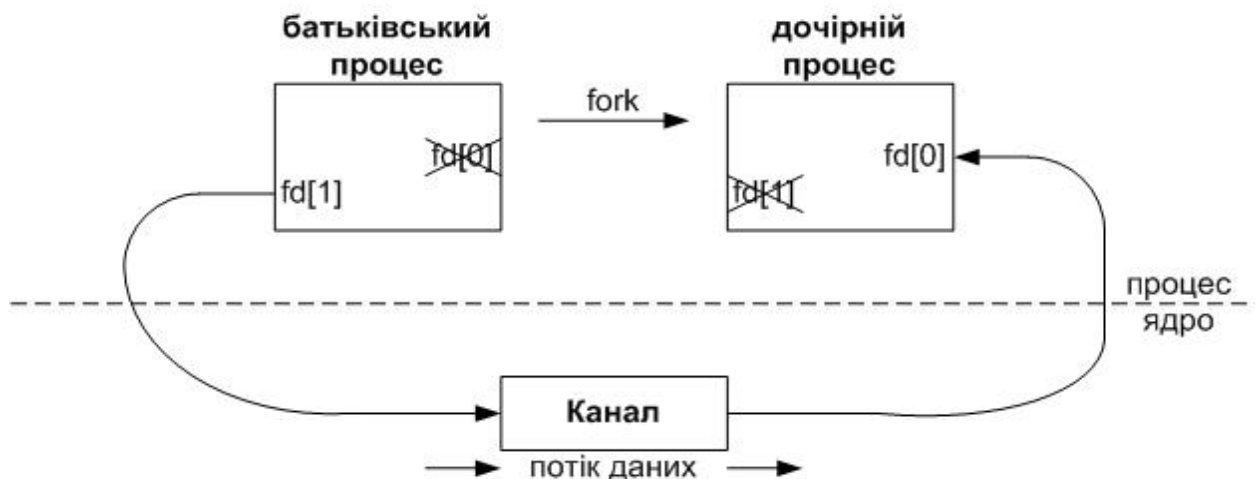 батьківський
процес
дочірній
процес
fork
fd[0]
fd[0]
fd[1]
fd[1]
процес
ядро
Канал
потік даних